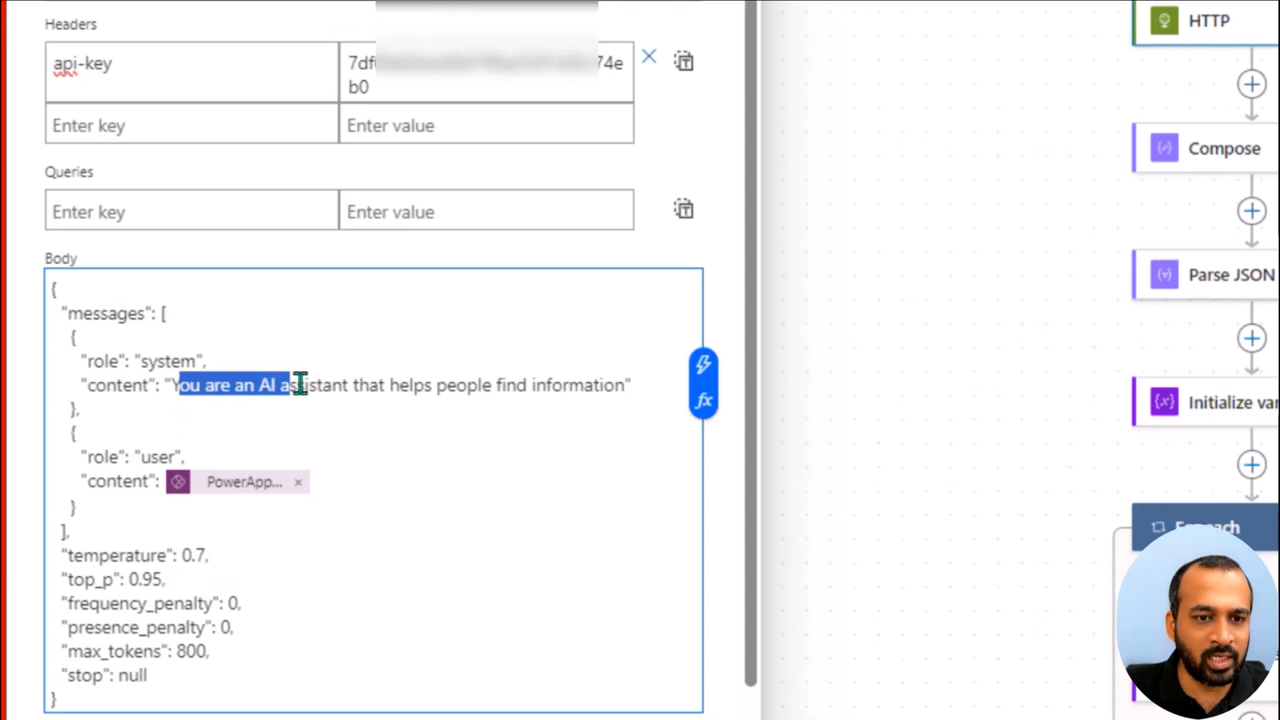 Headers
api-key
7df 74e
b0
Enter key
Enter value
Queries
Enter key
Enter value
Body
{
"messages": [
{
"role": "system",
"content": "You are an AI assistant that helps people find information"
},
{
"role": "user",
"content": PowerApp... ×
}
],
"temperature": 0.7,
"top_p": 0.95,
"frequency_penalty": 0,
"presence_penalty": 0,
"max_tokens": 800,
"stop": null
}
fx
HTTP
Compose
Parse JSON
{x} Initialize var